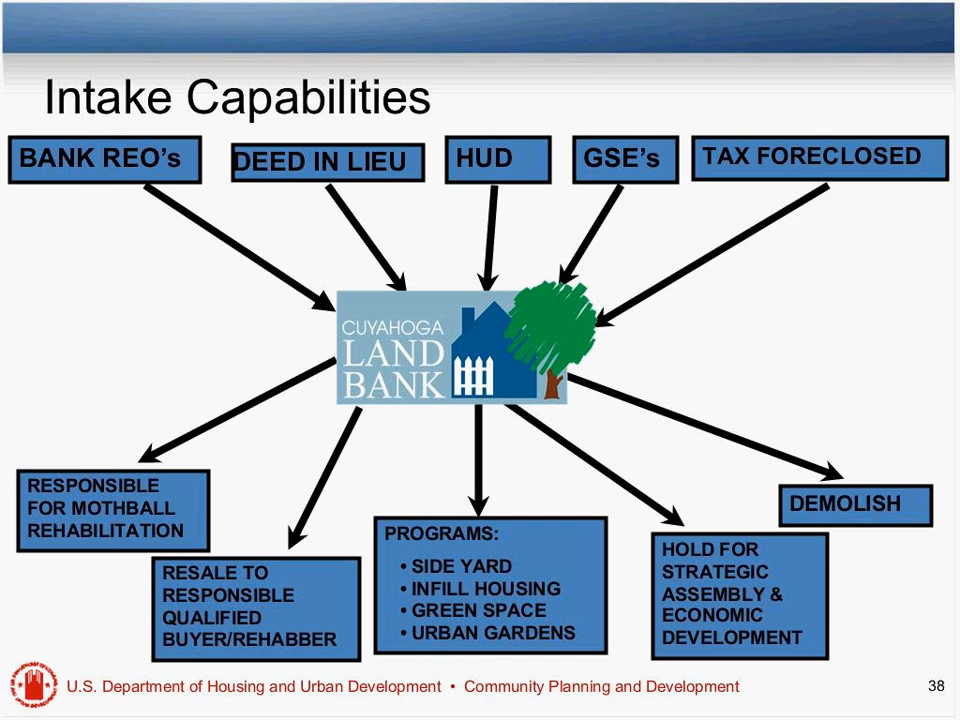 Intake Capabilities
BANK REO’s
DEED IN LIEU
HUD
GSE’s
TAX FORECLOSED
CUYAHOGA
LAND
BANK
RESPONSIBLE
FOR MOTHBALL
REHABILITATION
RESALE TO
RESPONSIBLE
QUALIFIED
BUYER/REHABBER
PROGRAMS:
• SIDE YARD
• INFILL HOUSING
• GREEN SPACE
• URBAN GARDENS
HOLD FOR
STRATEGIC
ASSEMBLY &
ECONOMIC
DEVELOPMENT
DEMOLISH
U.S. Department of Housing and Urban Development • Community Planning and Development
38